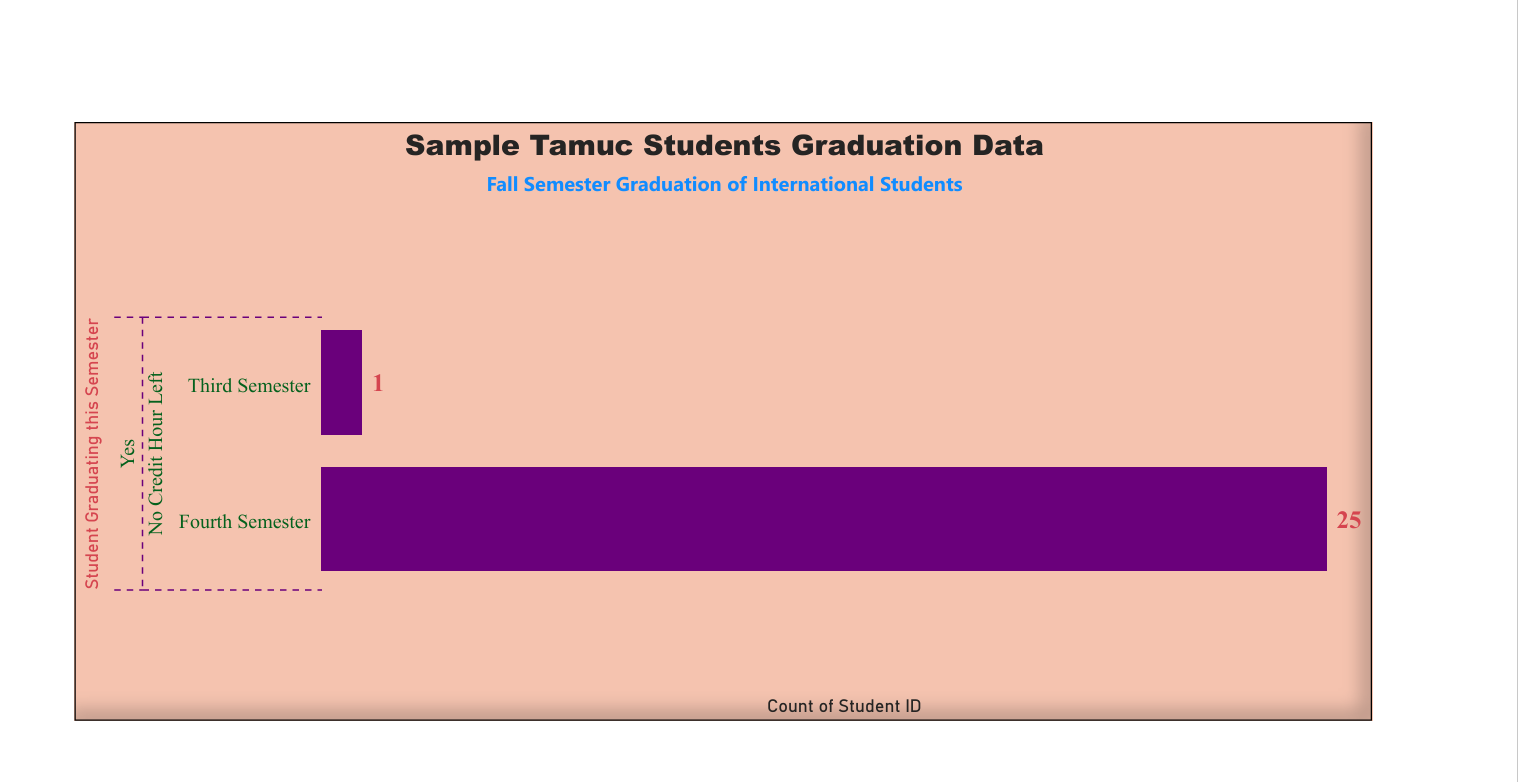 Sample Tamuc Students Graduation Data
Fall Semester Graduation of International Students
Student Graduating this Semester
Yes
No Credit Hour Left
Third Semester
1
Fourth Semester
25
Count of Student ID